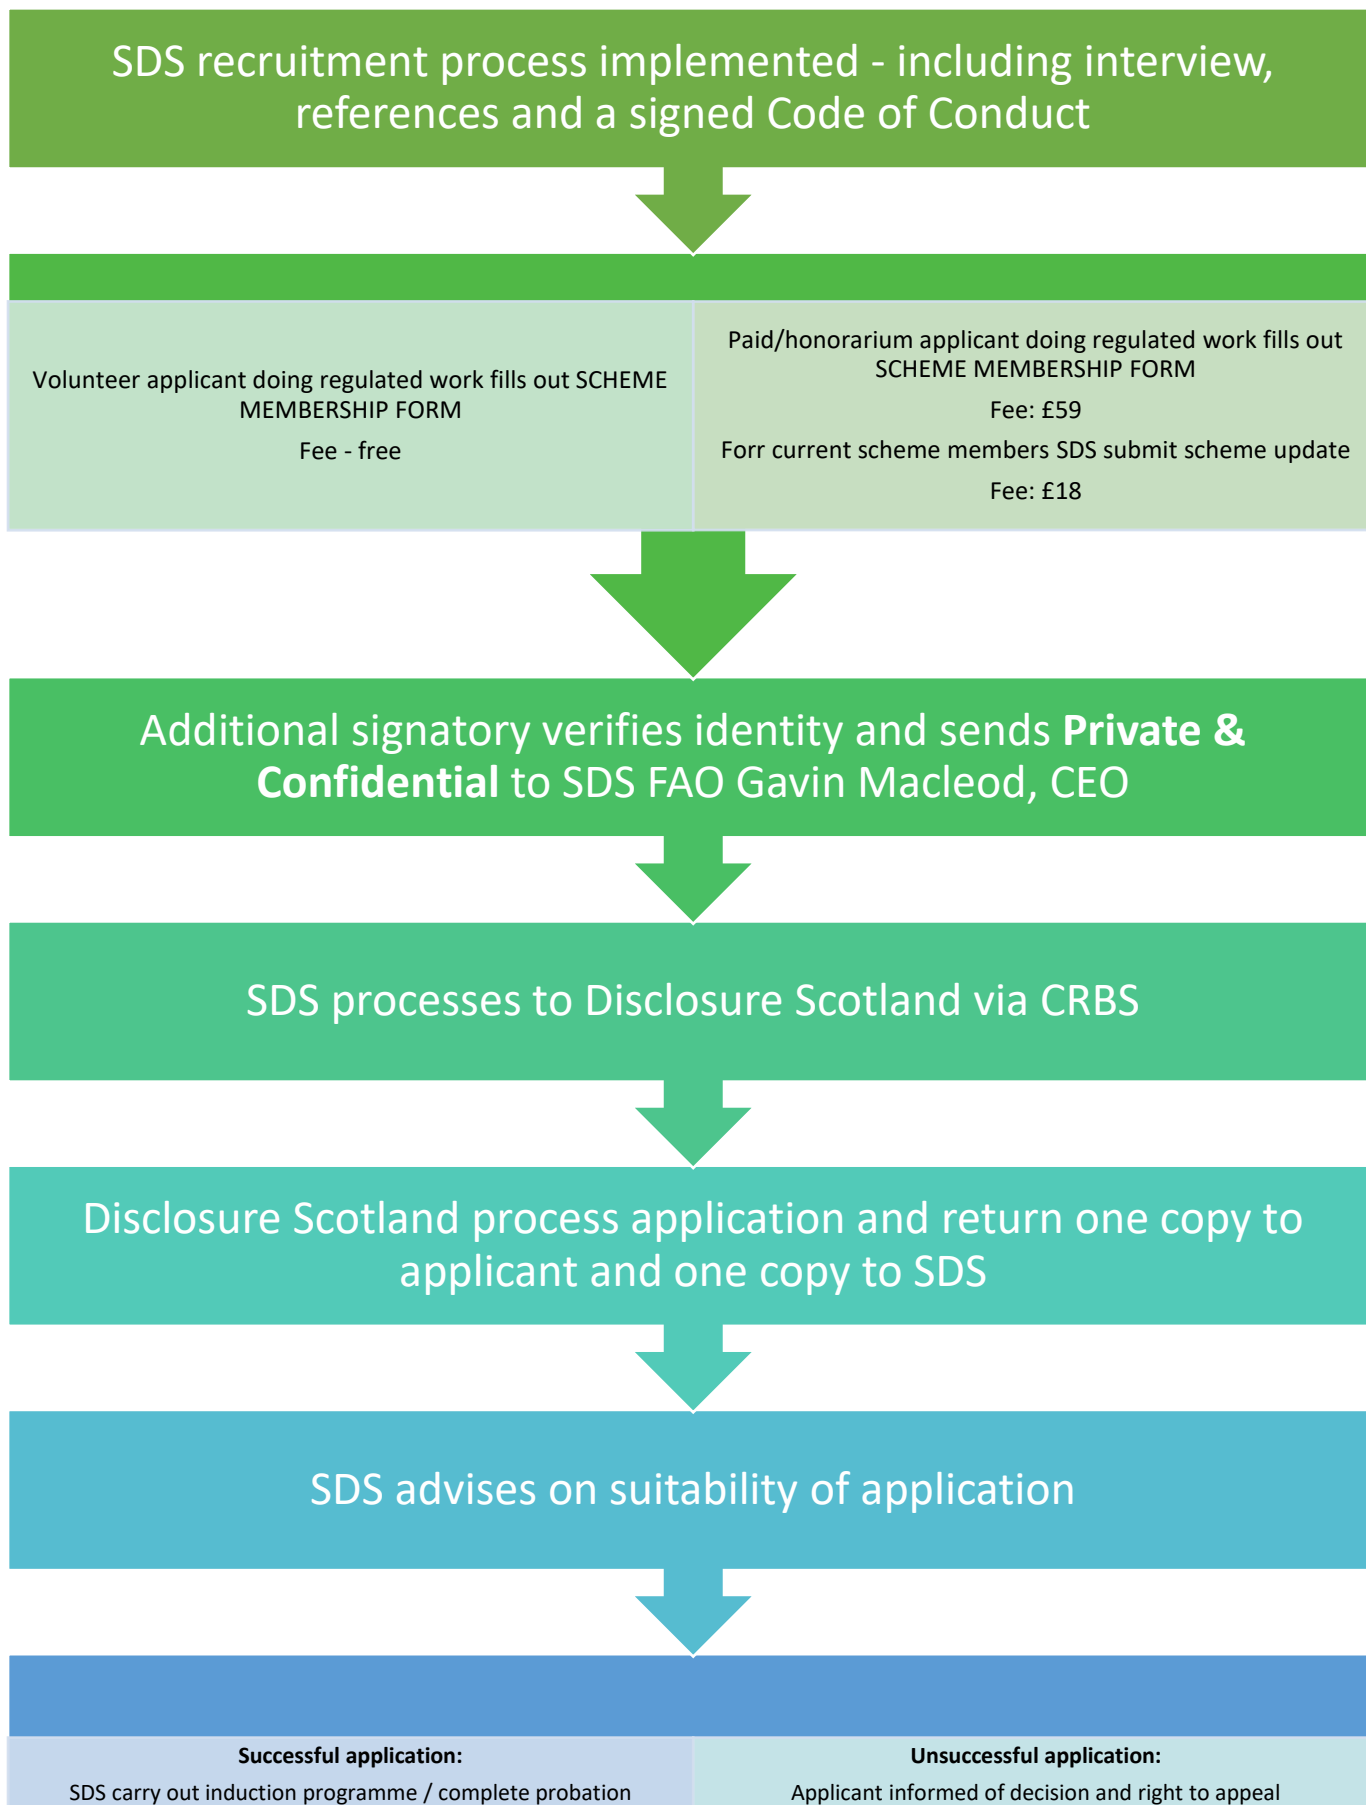 SDS recruitment process implemented - including interview,
references and a signed Code of Conduct
Volunteer applicant doing regulated work fills out SCHEME
MEMBERSHIP FORM
Fee - free
Paid/honorarium applicant doing regulated work fills out
SCHEME MEMBERSHIP FORM
Fee: £59
Forr current scheme members SDS submit scheme update
Fee: £18
Additional signatory verifies identity and sends Private &
Confidential to SDS FAO Gavin Macleod, CEO
SDS processes to Disclosure Scotland via CRBS
Disclosure Scotland process application and return one copy to
applicant and one copy to SDS
SDS advises on suitability of application
Successful application:
SDS carry out induction programme / complete probation
Unsuccessful application:
Applicant informed of decision and right to appeal